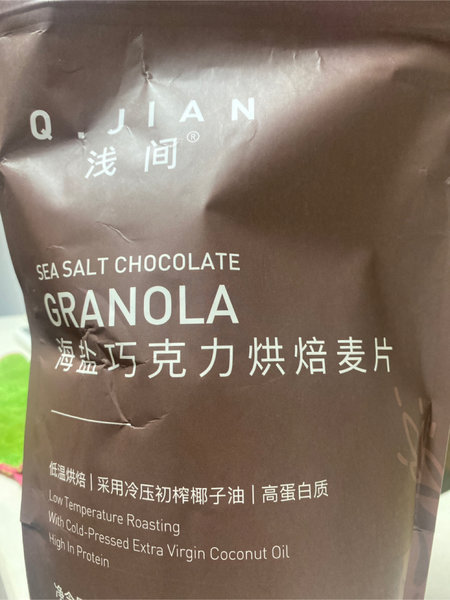 Q.JIAN
浅间®
SEA SALT CHOCOLATE
GRANOLA
海盐巧克力烘焙麦片
低温烘焙|采用冷压初榨椰子油|高蛋白质
Low Temperature Roasting
With Cold-Pressed Extra Virgin Coconut Oil
High In Protein
净含